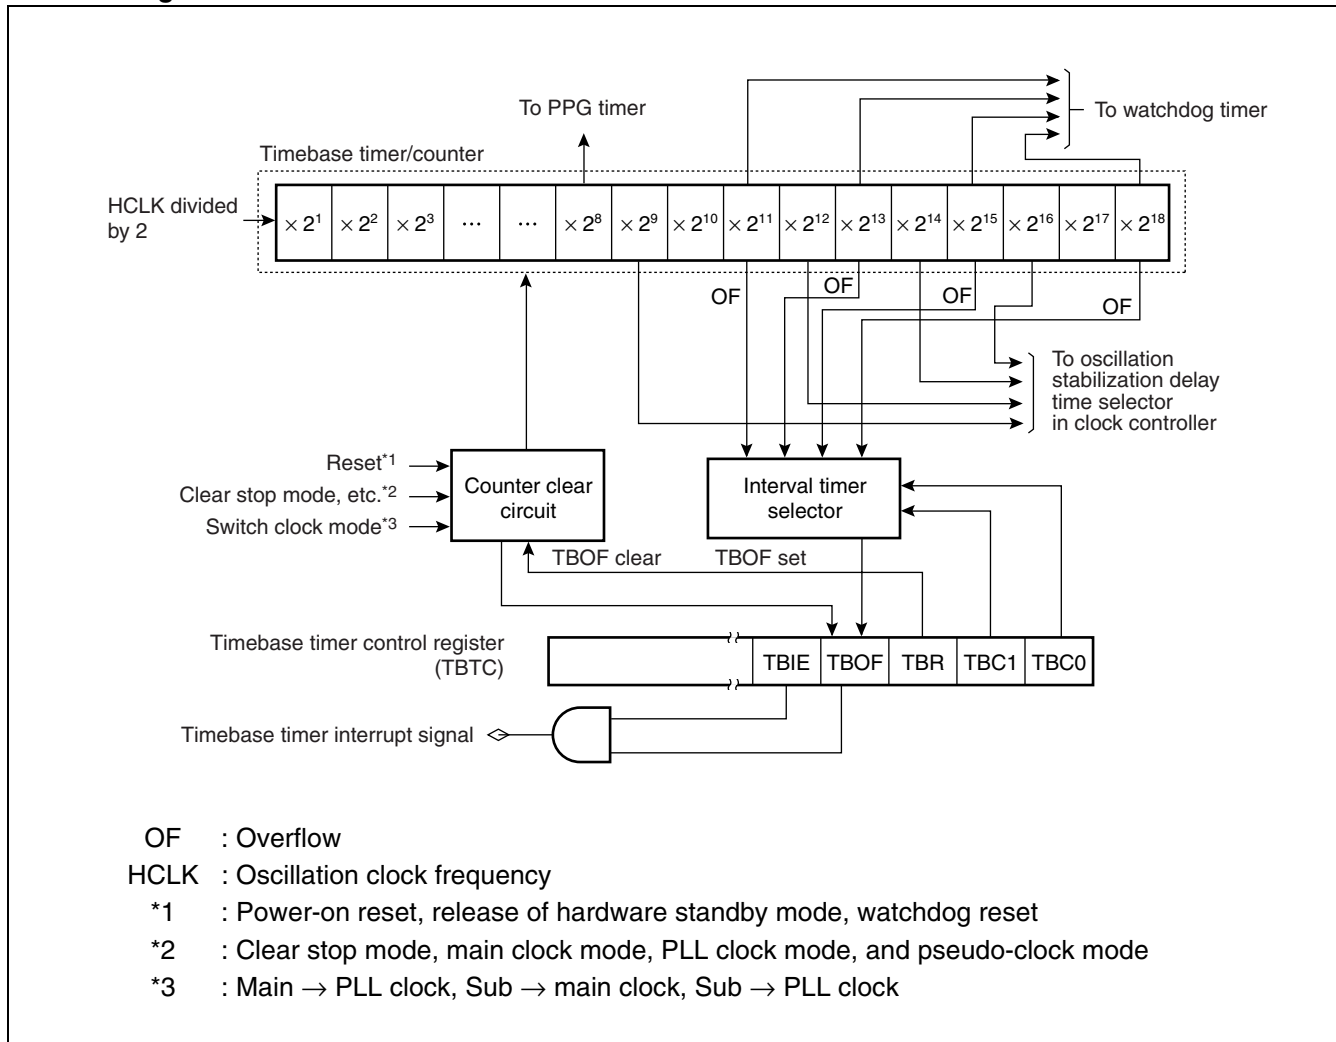 To PPG timer
To watchdog timer
Timebase timer/counter
HCLK divided
by 2
× 2¹ × 2² × 2³ ... ... × 2⁸ × 2⁹ × 2¹⁰ × 2¹¹ × 2¹² × 2¹³ × 2¹⁴ × 2¹⁵ × 2¹⁶ × 2¹⁷ × 2¹⁸
OF OF OF OF
To oscillation
stabilization delay
time selector
in clock controller
Reset*1
Clear stop mode, etc.*2
Switch clock mode*3
Counter clear
circuit
Interval timer
selector
TBOF clear TBOF set
Timebase timer control register
(TBTC)
TBIE TBOF TBR TBC1 TBC0
Timebase timer interrupt signal
OF : Overflow
HCLK : Oscillation clock frequency
*1 : Power-on reset, release of hardware standby mode, watchdog reset
*2 : Clear stop mode, main clock mode, PLL clock mode, and pseudo-clock mode
*3 : Main → PLL clock, Sub → main clock, Sub → PLL clock